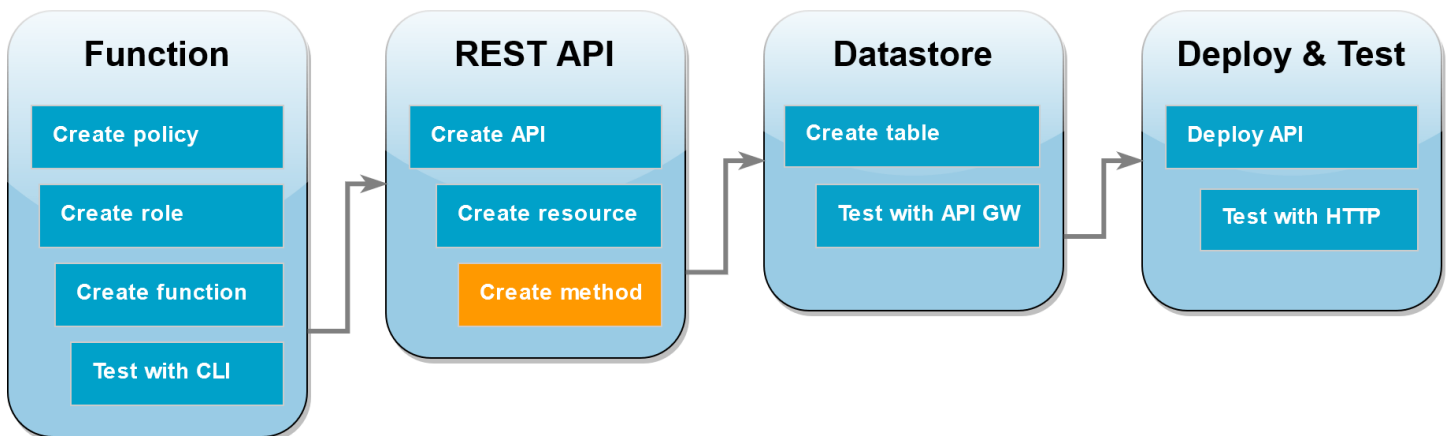 Function
Create policy
Create role
Create function
Test with CLI
REST API
Create API
Create resource
Create method
Datastore
Create table
Test with API GW
Deploy & Test
Deploy API
Test with HTTP